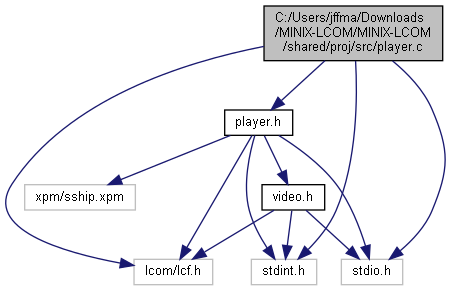 C:/Users/jffma/Downloads
/MINIX-LCOM/MINIX-LCOM
/shared/proj/src/player.c
player.h
xpm/sship.xpm
video.h
lcom/lcf.h
stdint.h
stdio.h